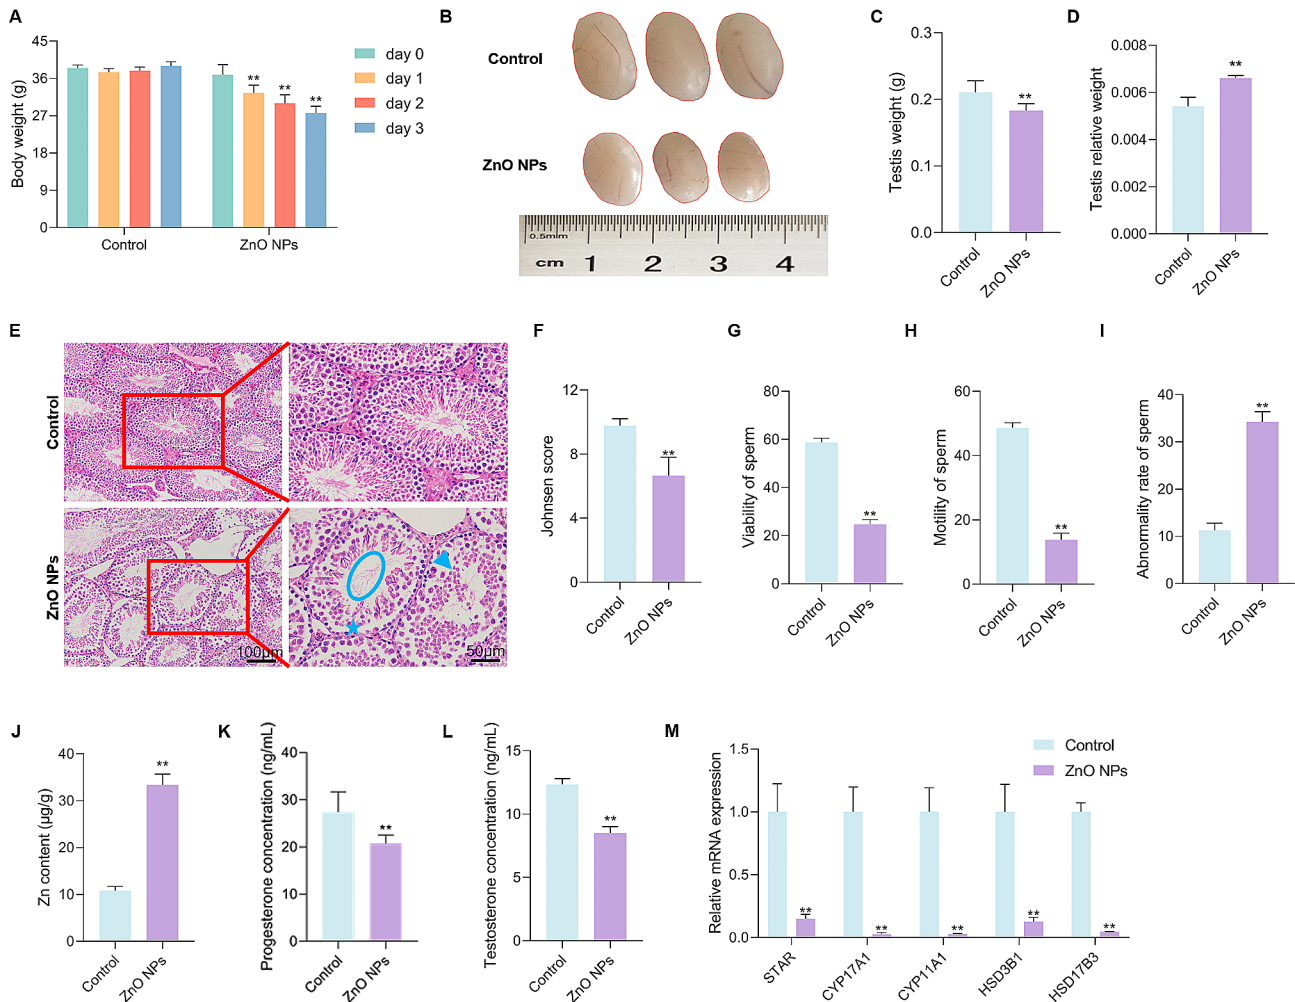 A
Body weight (g)
45
36
27
18
9
0
**
**
**
Control
ZnO NPs
day 0
day 1
day 2
day 3
B
Control
ZnO NPs
0.5mm
cm 1 2 3 4
C
Testis weight (g)
0.3
0.2
0.1
0.0
**
Control
ZnO NPs
D
Testis relative weight
0.008
0.006
0.004
0.002
0.000
**
Control
ZnO NPs
E
Control
ZnO NPs
100μm
50μm
F
Johnsen score
12
8
4
0
**
Control
ZnO NPs
G
Viability of sperm
80
60
40
20
0
**
Control
ZnO NPs
H
Motility of sperm
60
40
20
0
**
Control
ZnO NPs
I
Abnormality rate of sperm
40
30
20
10
0
**
Control
ZnO NPs
J
Zn content (μg/g)
40
30
20
10
0
**
Control
ZnO NPs
K
Progesterone concentration (ng/mL)
40
30
20
10
0
**
Control
ZnO NPs
L
Testosterone concentration (ng/mL)
15
10
5
0
**
Control
ZnO NPs
M
Relative mRNA expression
1.5
1.0
0.5
0.0
Control
ZnO NPs
**
**
**
**
**
STAR
CYP17A1
CYP11A1
HSD3B1
HSD17B3